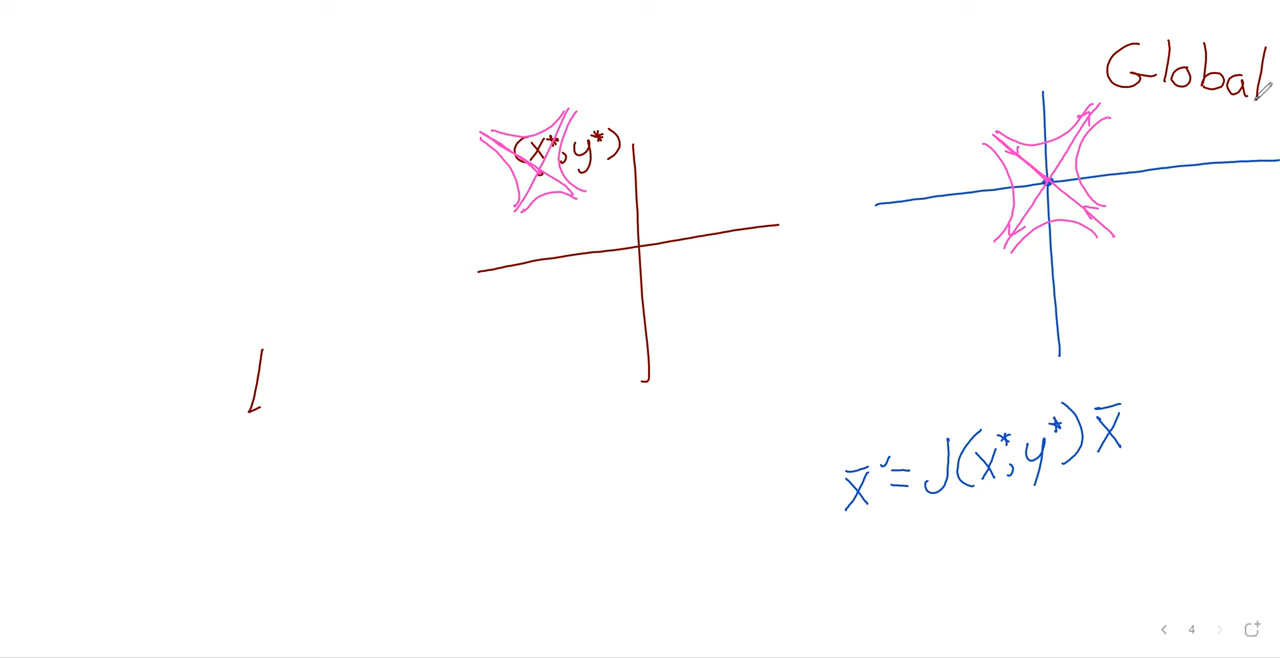 Global
(x*, y*)
x̄' = J(x*, y*) x̄
4